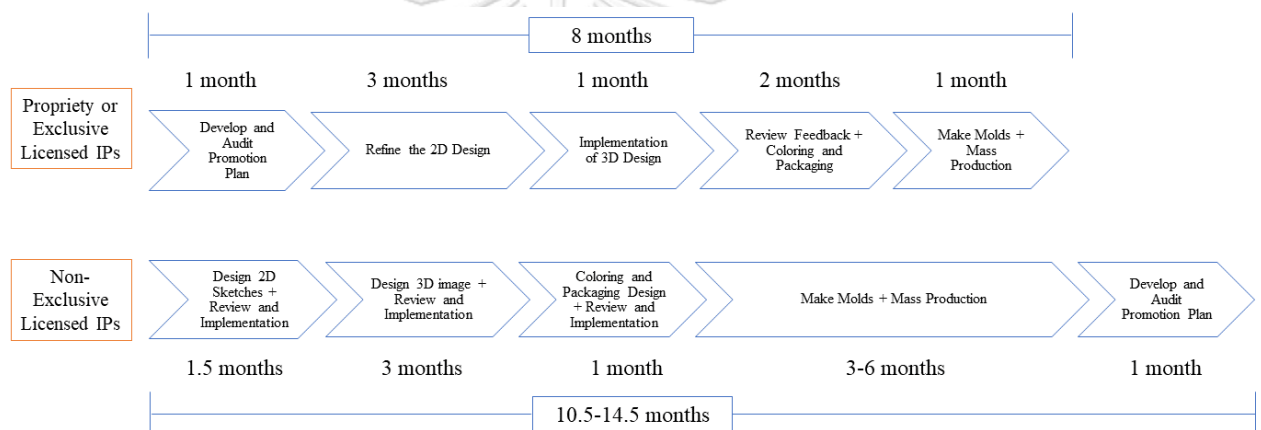 8 months
1 month
3 months
1 month
2 months
1 month
Propriety or
Exclusive
Licensed IPs
Develop and
Audit
Promotion
Plan
Refine the 2D Design
Implementation
of 3D Design
Review Feedback +
Coloring and
Packaging
Make Molds +
Mass
Production
Non-
Exclusive
Licensed IPs
Design 2D
Sketches +
Review and
Implementation
Design 3D image +
Review and
Implementation
Coloring and
Packaging Design
+ Review and
Implementation
Make Molds + Mass Production
Develop and
Audit
Promotion Plan
1.5 months
3 months
1 month
3-6 months
1 month
10.5-14.5 months